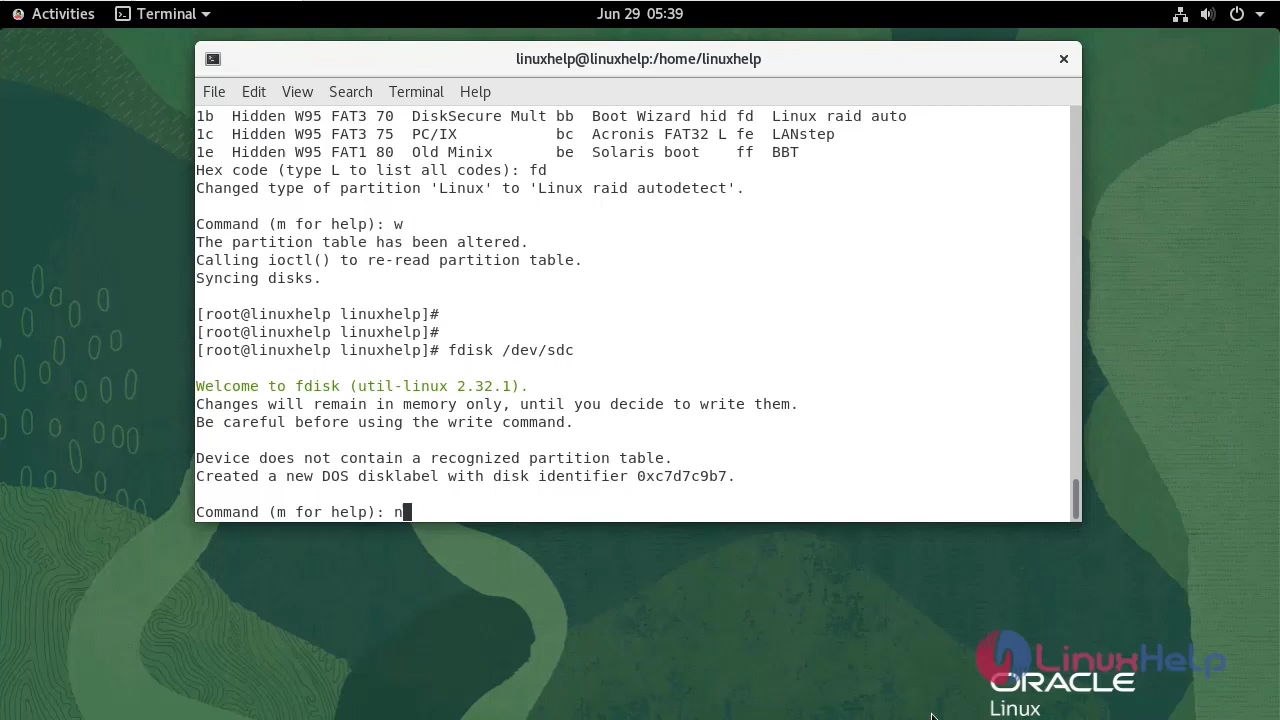 Activities Terminal Jun 29 05:39
linuxhelp@linuxhelp:/home/linuxhelp ×
File Edit View Search Terminal Help
1b  Hidden W95 FAT3 70  DiskSecure Mult bb  Boot Wizard hid fd  Linux raid auto
1c  Hidden W95 FAT3 75  PC/IX           bc  Acronis FAT32 L fe  LANstep
1e  Hidden W95 FAT1 80  Old Minix       be  Solaris boot    ff  BBT
Hex code (type L to list all codes): fd
Changed type of partition 'Linux' to 'Linux raid autodetect'.
Command (m for help): w
The partition table has been altered.
Calling ioctl() to re-read partition table.
Syncing disks.
[root@linuxhelp linuxhelp]#
[root@linuxhelp linuxhelp]#
[root@linuxhelp linuxhelp]# fdisk /dev/sdc
Welcome to fdisk (util-linux 2.32.1).
Changes will remain in memory only, until you decide to write them.
Be careful before using the write command.
Device does not contain a recognized partition table.
Created a new DOS disklabel with disk identifier 0xc7d7c9b7.
Command (m for help): n
LinuxHelp
ORACLE
Linux